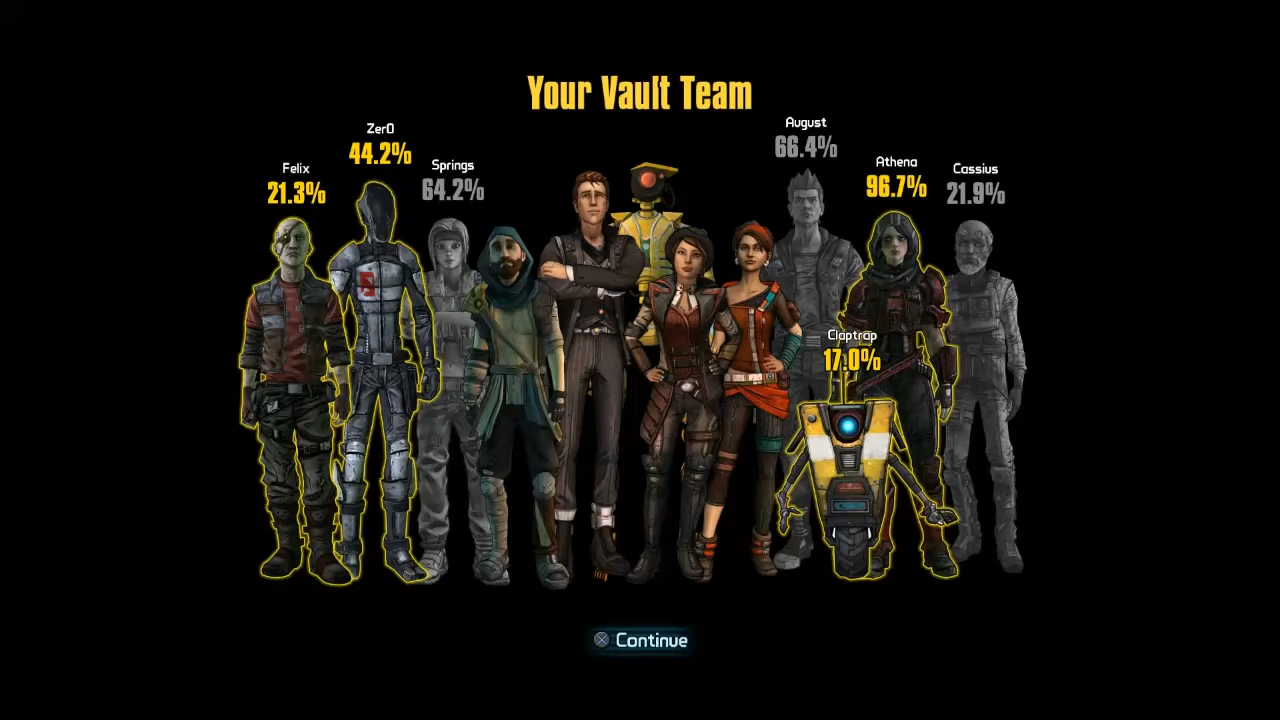 Your Vault Team
Felix
21.3%
Zer0
44.2%
Springs
64.2%
August
66.4%
Athena
96.7%
Cassius
21.9%
Claptrap
17.0%
Continue